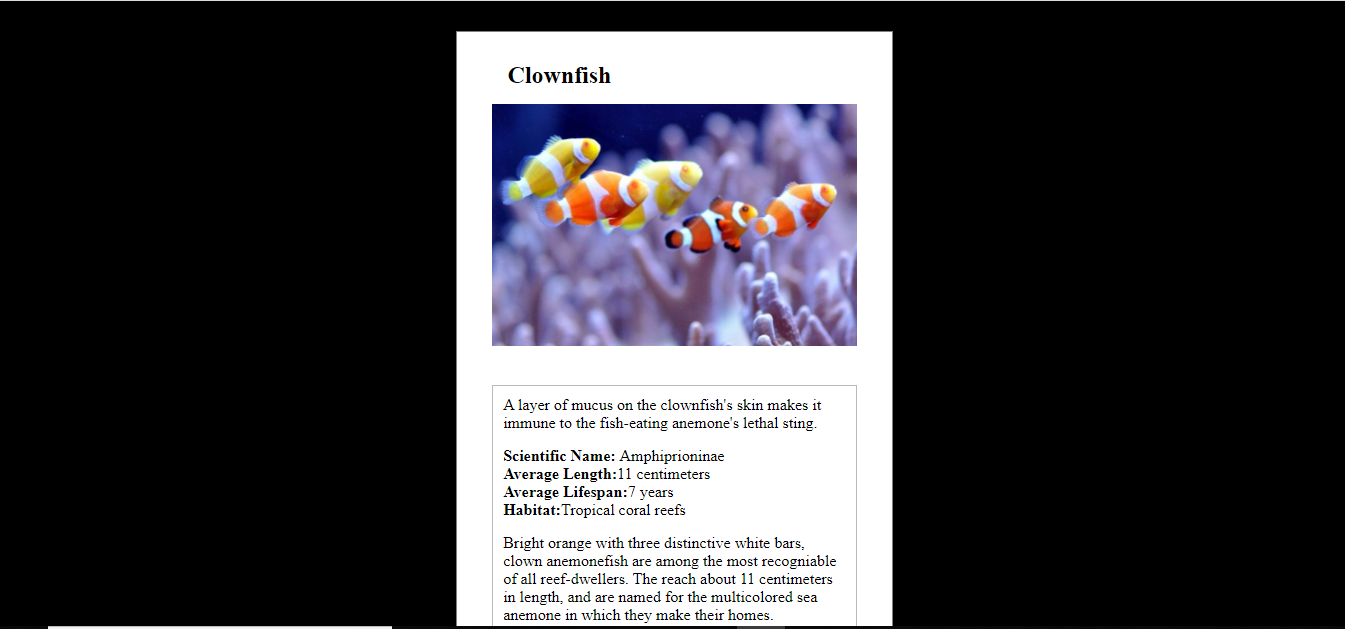 Clownfish
A layer of mucus on the clownfish's skin makes it
immune to the fish-eating anemone's lethal sting.
Scientific Name: Amphiprioninae
Average Length:11 centimeters
Average Lifespan:7 years
Habitat:Tropical coral reefs
Bright orange with three distinctive white bars,
clown anemonefish are among the most recogniable
of all reef-dwellers. The reach about 11 centimeters
in length, and are named for the multicolored sea
anemone in which they make their homes.